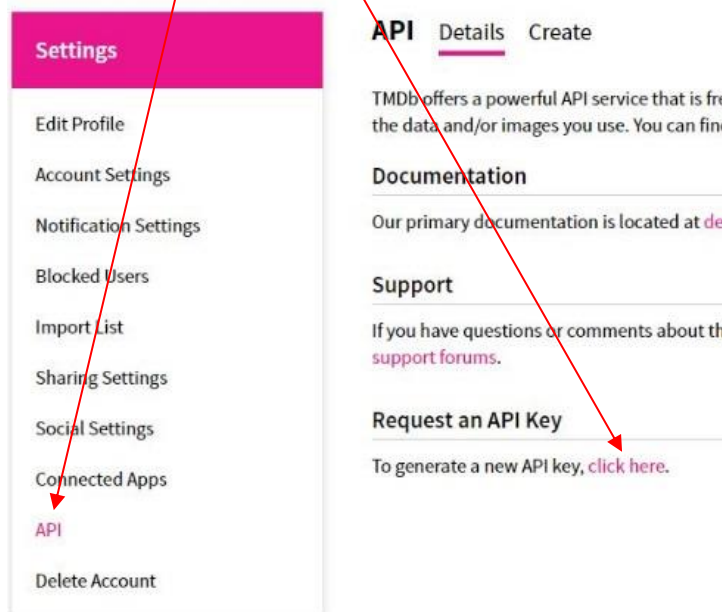 Settings
Edit Profile
Account Settings
Notification Settings
Blocked Users
Import List
Sharing Settings
Social Settings
Connected Apps
API
Delete Account
API Details Create
TMDb offers a powerful API service that is fre
the data and/or images you use. You can find
Documentation
Our primary documentation is located at de
Support
If you have questions or comments about th
support forums.
Request an API Key
To generate a new API key, click here.